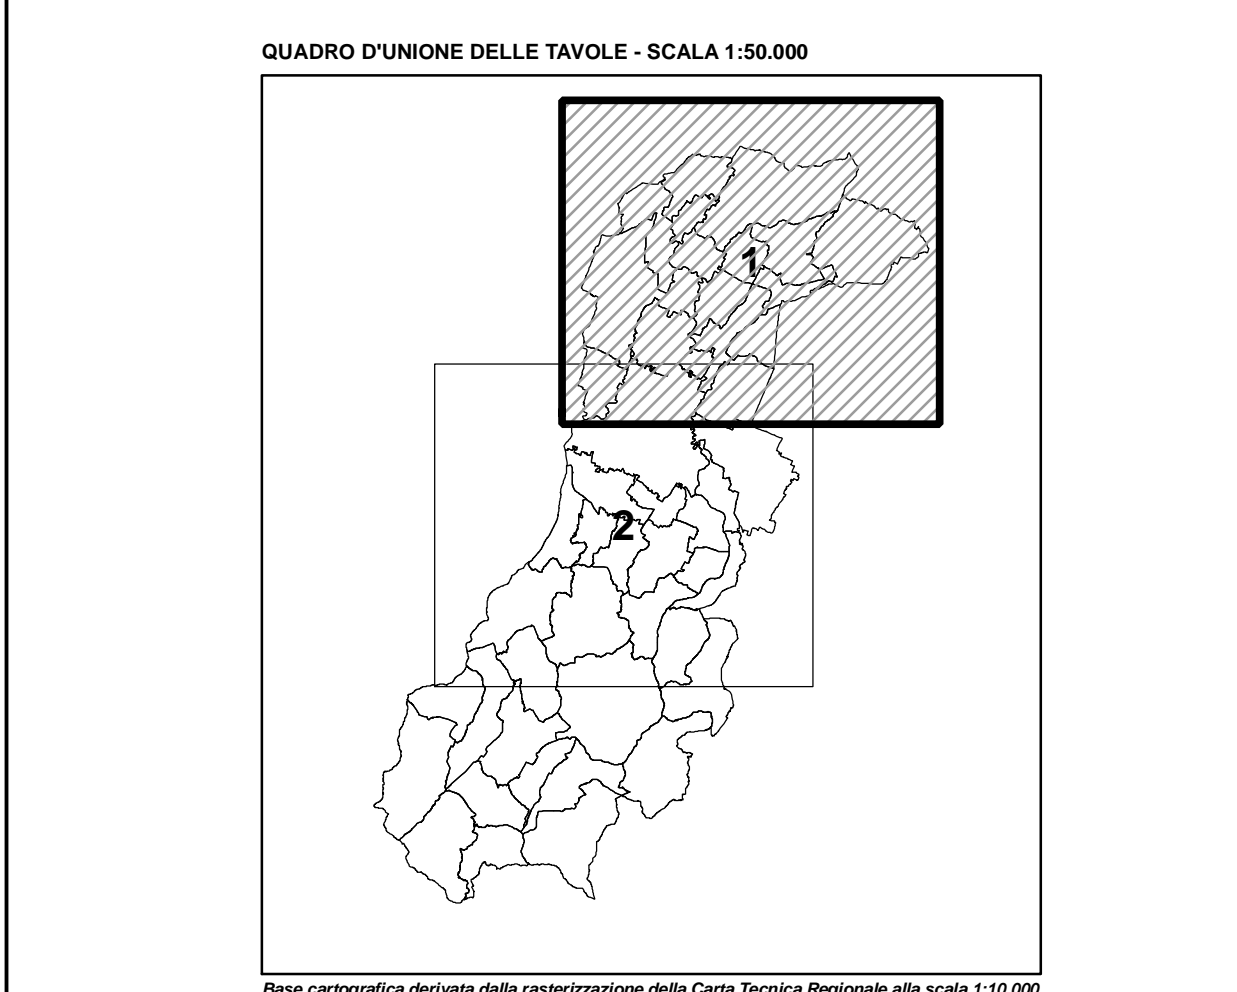 QUADRO D'UNIONE DELLE TAVOLE - SCALA 1:50.000
1
2
Base cartografica derivata dalla rasterizzazione della Carta Tecnica Regionale alla scala 1:10.000